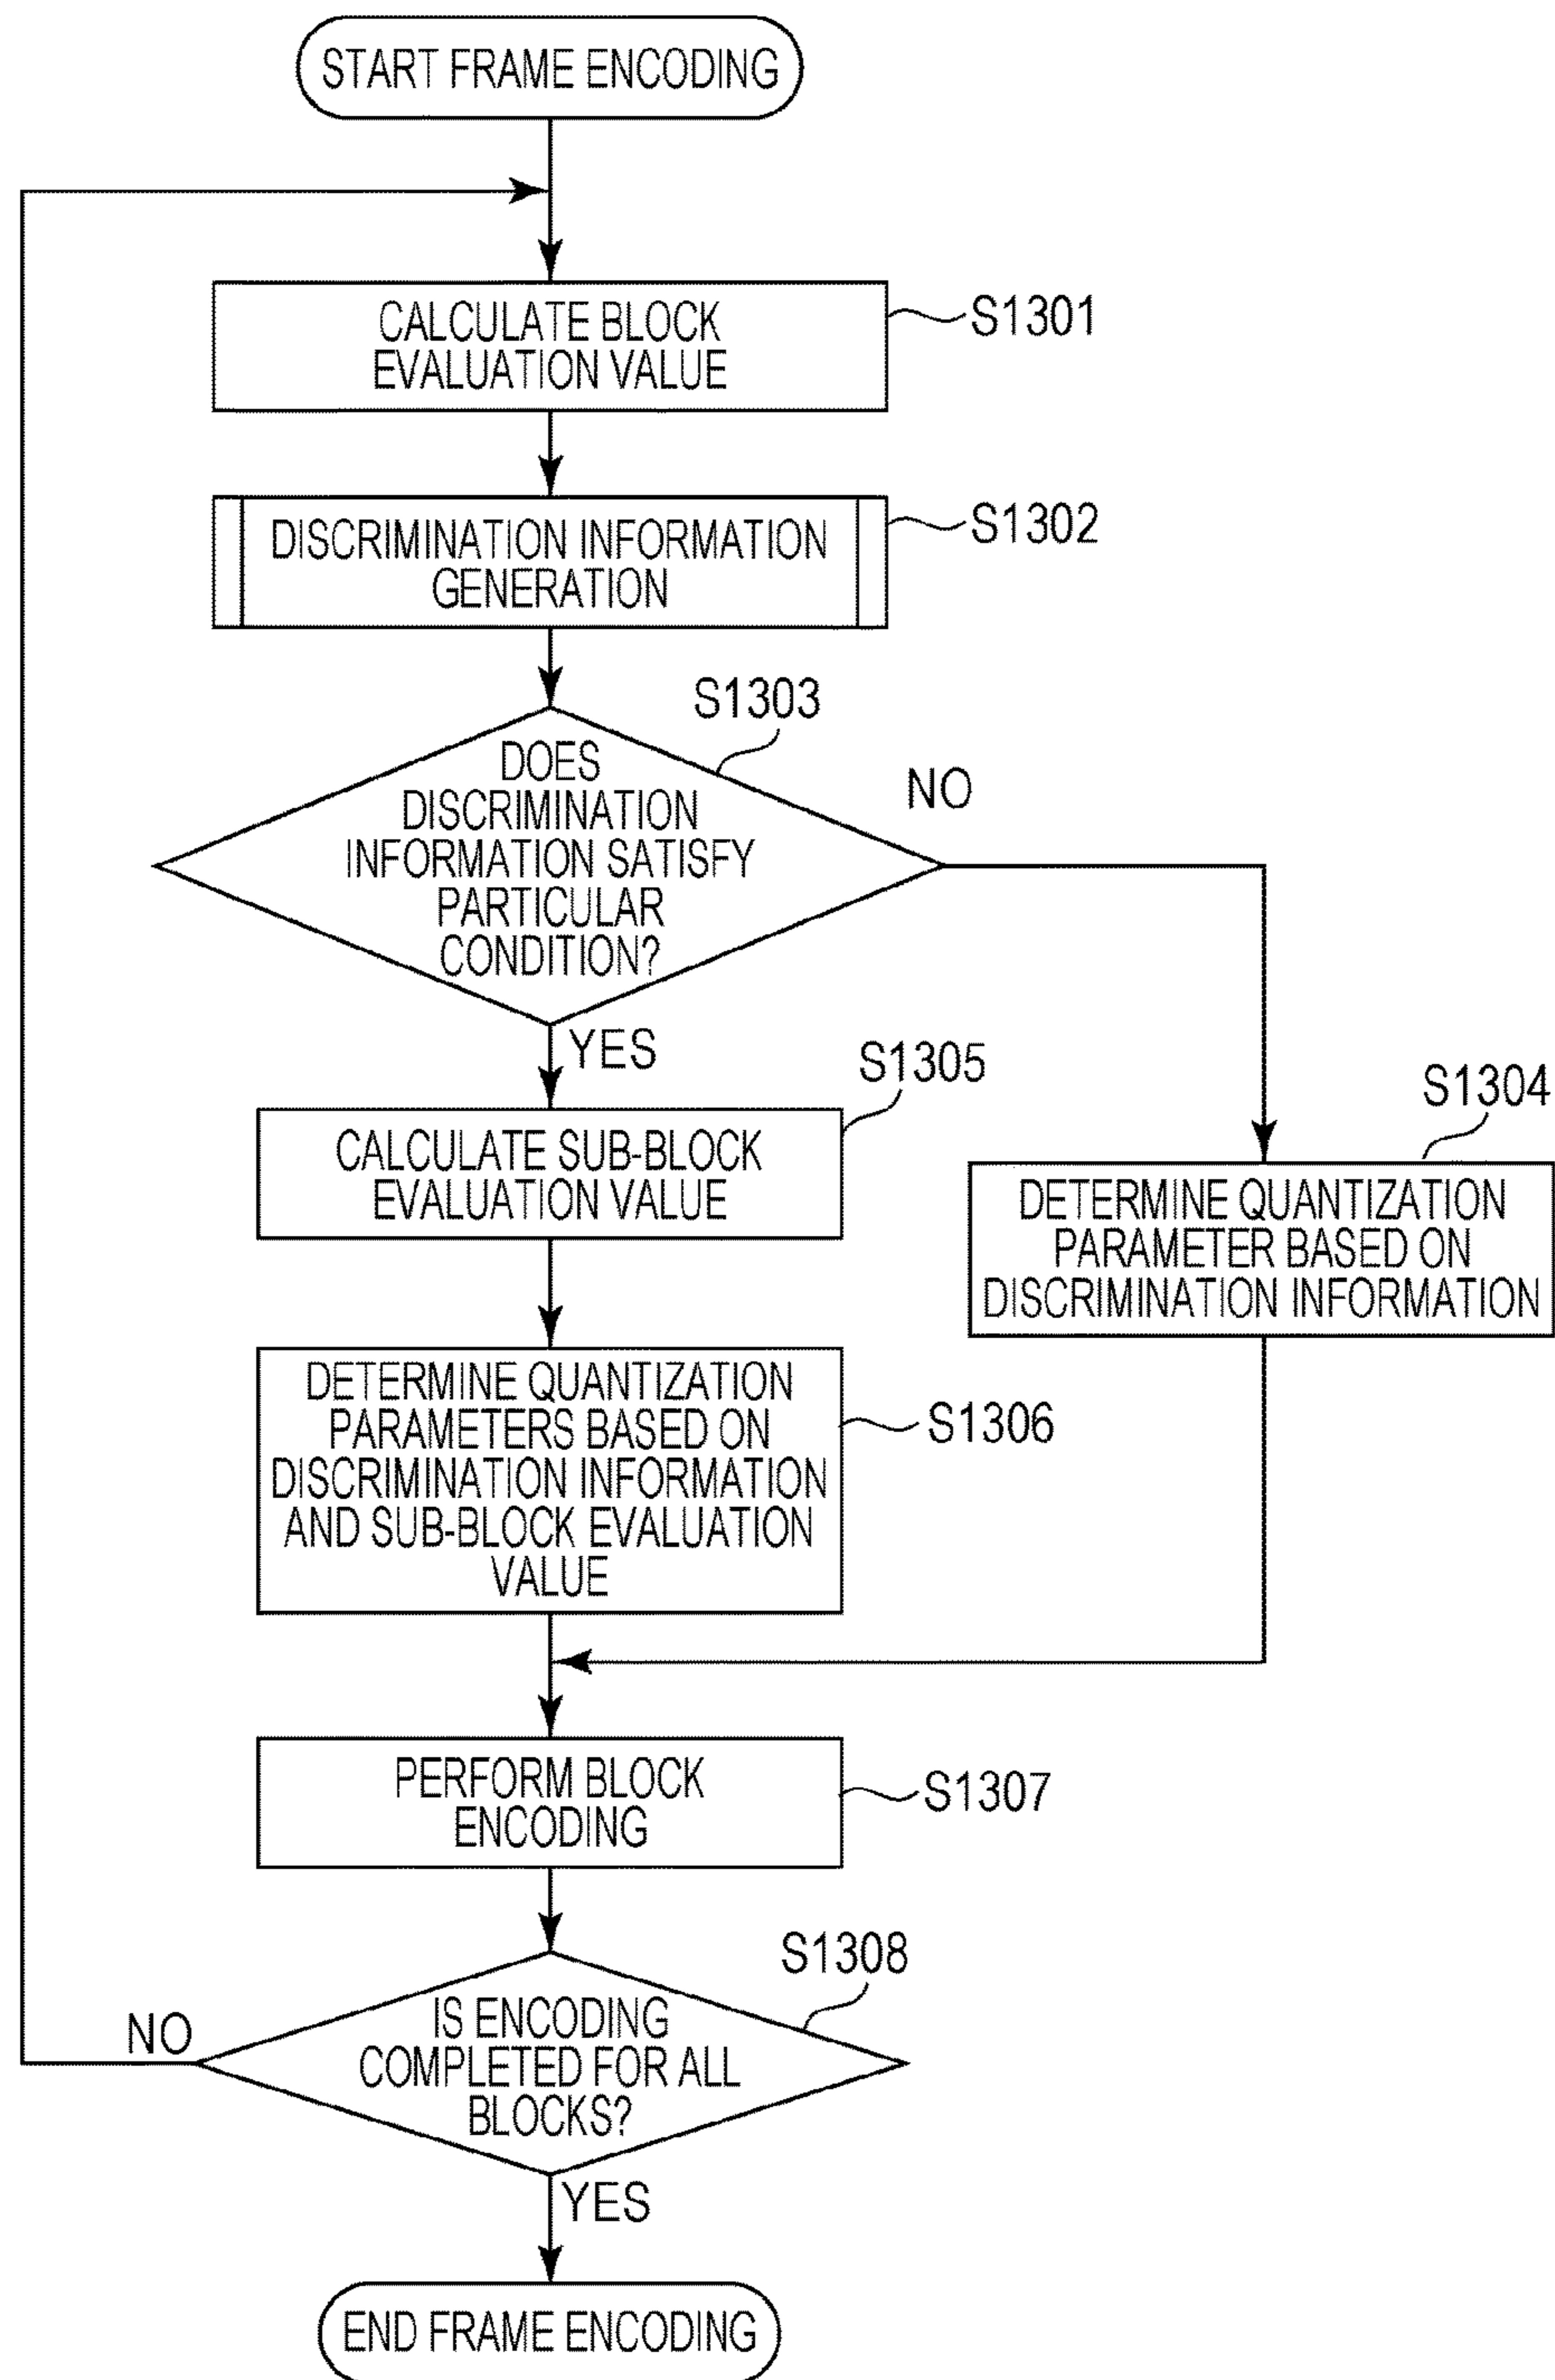 START FRAME ENCODING
CALCULATE BLOCK
EVALUATION VALUE
S1301
DISCRIMINATION INFORMATION
GENERATION
S1302
S1303
DOES
DISCRIMINATION
INFORMATION SATISFY
PARTICULAR
CONDITION?
NO
YES
S1305
CALCULATE SUB-BLOCK
EVALUATION VALUE
S1304
DETERMINE QUANTIZATION
PARAMETER BASED ON
DISCRIMINATION INFORMATION
DETERMINE QUANTIZATION
PARAMETERS BASED ON
DISCRIMINATION INFORMATION
AND SUB-BLOCK EVALUATION
VALUE
S1306
PERFORM BLOCK
ENCODING
S1307
S1308
IS ENCODING
COMPLETED FOR ALL
BLOCKS?
NO
YES
END FRAME ENCODING